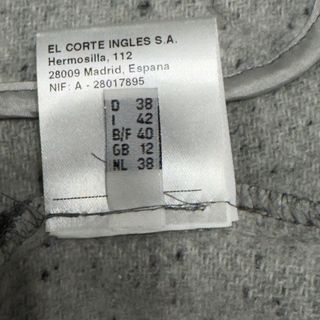 EL CORTE INGLES S.A.
Hermosilla, 112
28009 Madrid, Espana
NIF: A - 28017895
D 38
I 42
B/F 40
GB 12
NL 38